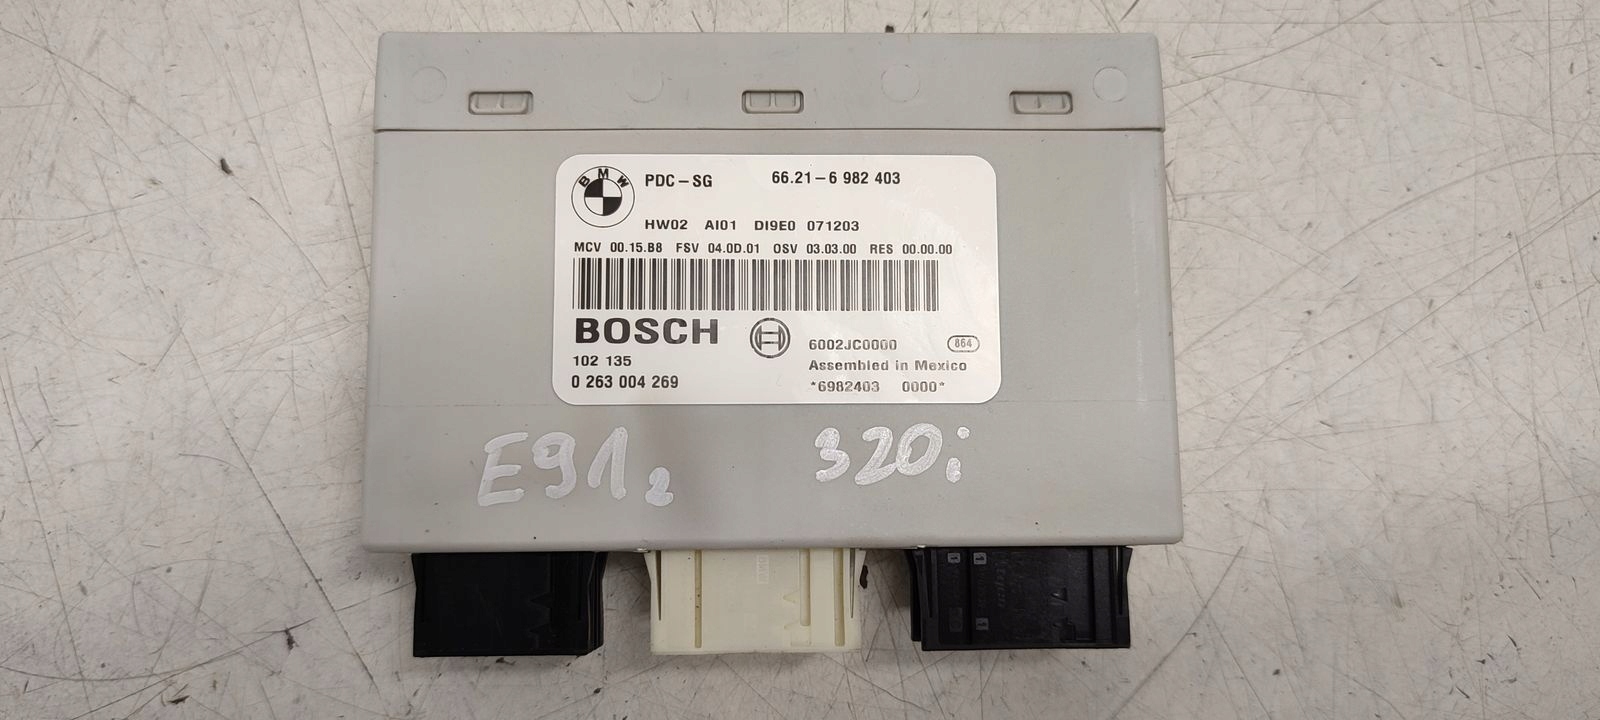 BMW
PDC-SG 66.21-6 982 403
HW02 AI01 DI9E0 071203
MCV 00.15.B8 FSV 04.0D.01 OSV 03.03.00 RES 00.00.00
BOSCH
6002JC0000 864
102 135
Assembled in Mexico
0 263 004 269
*6982403 0000*
E91 2 320i